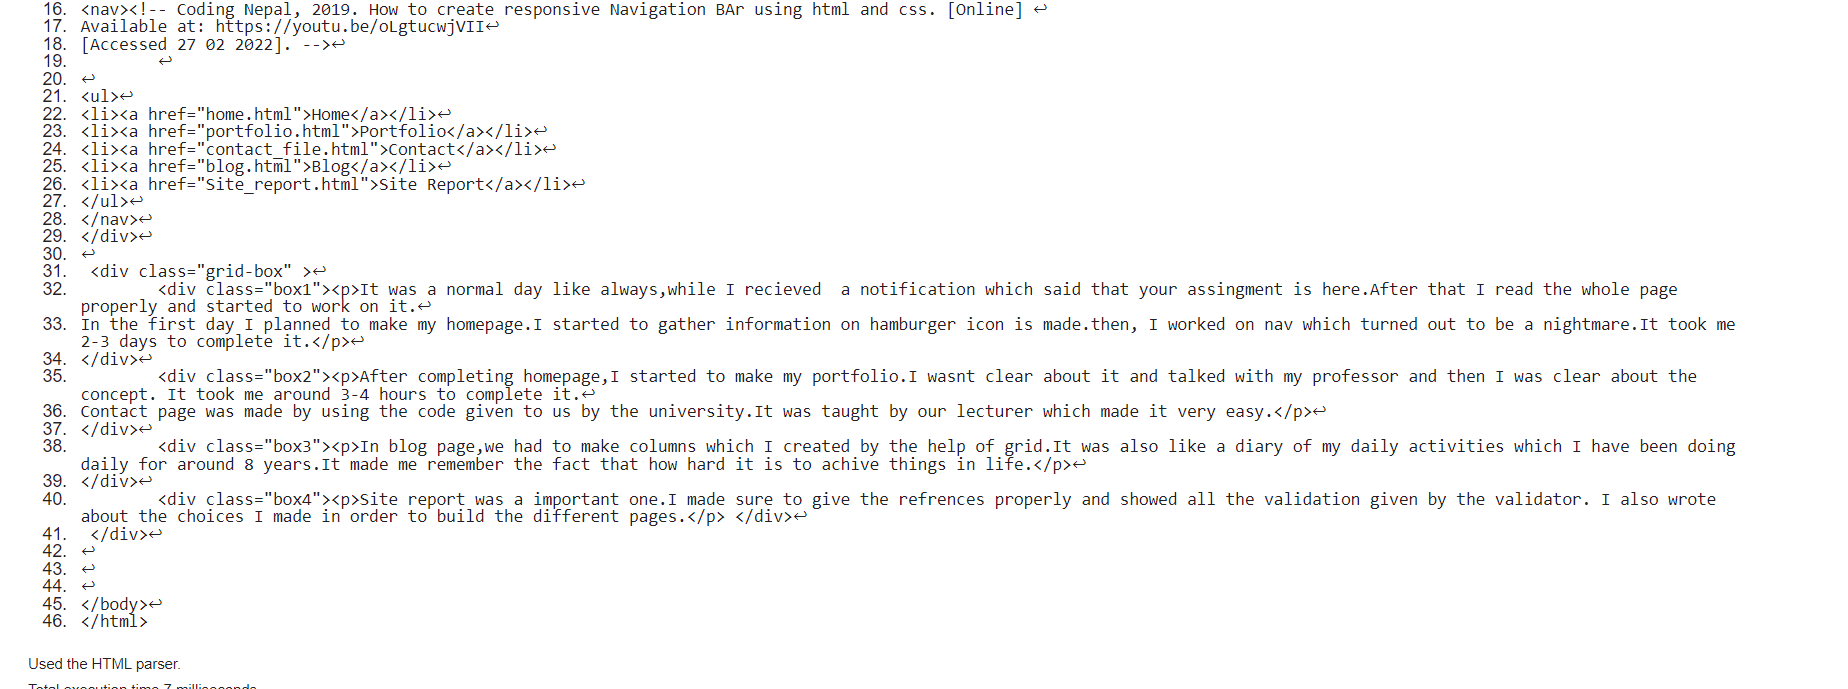 16. <nav><!-- Coding Nepal, 2019. How to create responsive Navigation BAr using html and css. [Online] ↩
17. Available at: https://youtu.be/oLgtucwjVII↩
18. [Accessed 27 02 2022]. -->↩
19. ↩
20. ↩
21. <ul>↩
22. <li><a href="home.html">Home</a></li>↩
23. <li><a href="portfolio.html">Portfolio</a></li>↩
24. <li><a href="contact_file.html">Contact</a></li>↩
25. <li><a href="blog.html">Blog</a></li>↩
26. <li><a href="Site_report.html">Site Report</a></li>↩
27. </ul>↩
28. </nav>↩
29. </div>↩
30. ↩
31. <div class="grid-box" >↩
32. <div class="box1"><p>It was a normal day like always,while I recieved  a notification which said that your assingment is here.After that I read the whole page
properly and started to work on it.↩
33. In the first day I planned to make my homepage.I started to gather information on hamburger icon is made.then, I worked on nav which turned out to be a nightmare.It took me
2-3 days to complete it.</p>↩
34. </div>↩
35. <div class="box2"><p>After completing homepage,I started to make my portfolio.I wasnt clear about it and talked with my professor and then I was clear about the
concept. It took me around 3-4 hours to complete it.↩
36. Contact page was made by using the code given to us by the university.It was taught by our lecturer which made it very easy.</p>↩
37. </div>↩
38. <div class="box3"><p>In blog page,we had to make columns which I created by the help of grid.It was also like a diary of my daily activities which I have been doing
daily for around 8 years.It made me remember the fact that how hard it is to achive things in life.</p>↩
39. </div>↩
40. <div class="box4"><p>Site report was a important one.I made sure to give the refrences properly and showed all the validation given by the validator. I also wrote
about the choices I made in order to build the different pages.</p> </div>↩
41. </div>↩
42. ↩
43. ↩
44. ↩
45. </body>↩
46. </html>
Used the HTML parser.
Total execution time 7 milliseconds